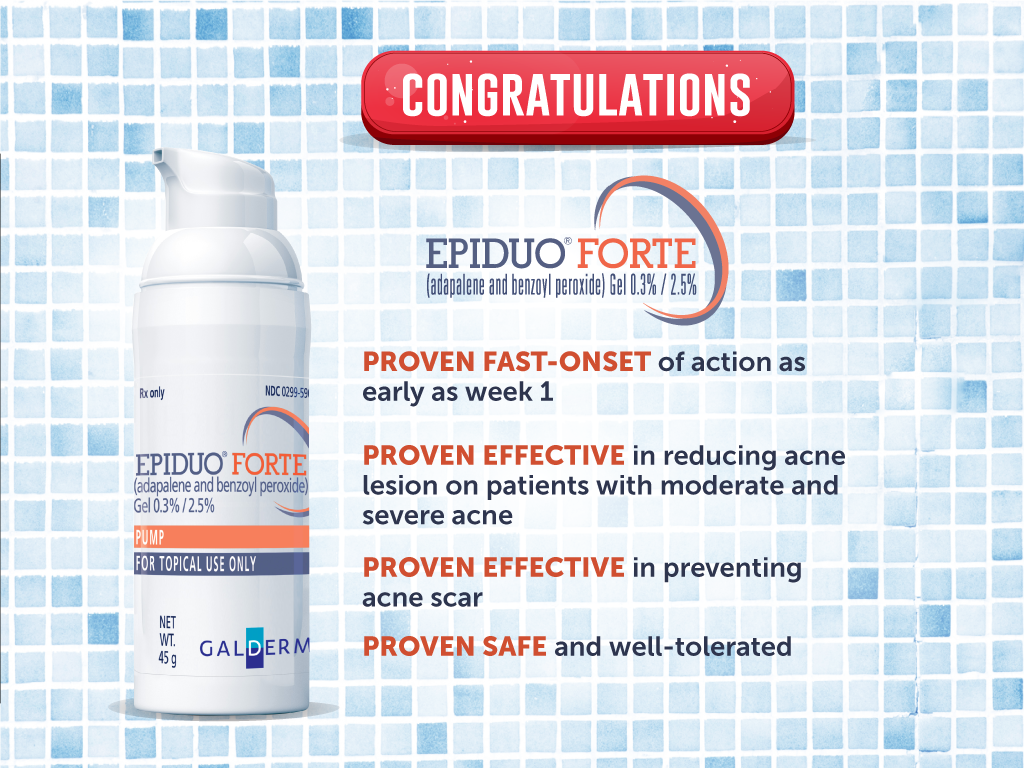 CONGRATULATIONS
EPIDUO® FORTE
(adapalene and benzoyl peroxide) Gel 0.3% / 2.5%
PROVEN FAST-ONSET of action as
early as week 1
PROVEN EFFECTIVE in reducing acne
lesion on patients with moderate and
severe acne
PROVEN EFFECTIVE in preventing
acne scar
PROVEN SAFE and well-tolerated
Rx only NDC 0299-59
EPIDUO® FORTE
(adapalene and benzoyl peroxide)
Gel 0.3% / 2.5%
PUMP
FOR TOPICAL USE ONLY
NET
WT.
45 g
GALDERM